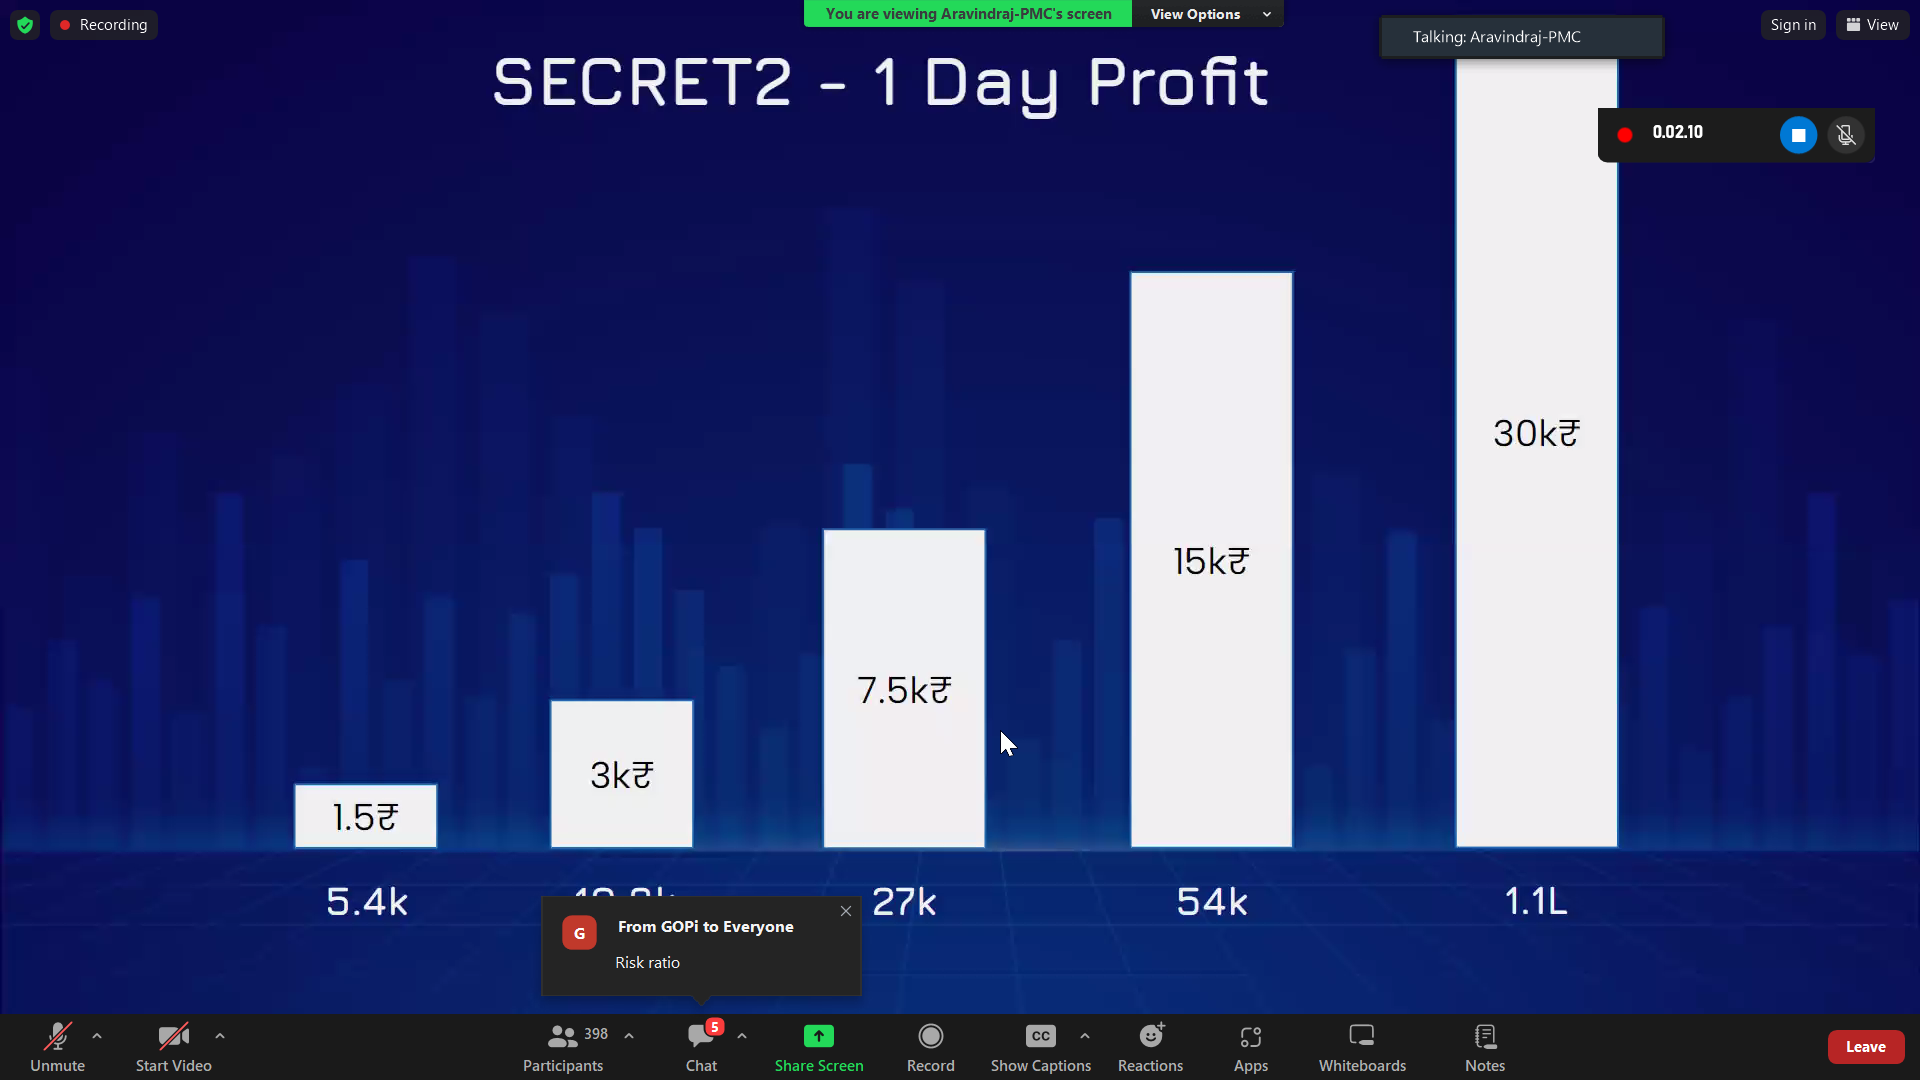 Recording
You are viewing Aravindraj-PMC's screen
View Options
Talking: Aravindraj-PMC
Sign in
View
SECRET2 - 1 Day Profit
0.02.10
30k₹
15k₹
7.5k₹
3k₹
1.5₹
5.4k
27k
54k
1.1L
G
From GOPi to Everyone
Risk ratio
398
5
CC
Unmute
Start Video
Participants
Chat
Share Screen
Record
Show Captions
Reactions
Apps
Whiteboards
Notes
Leave